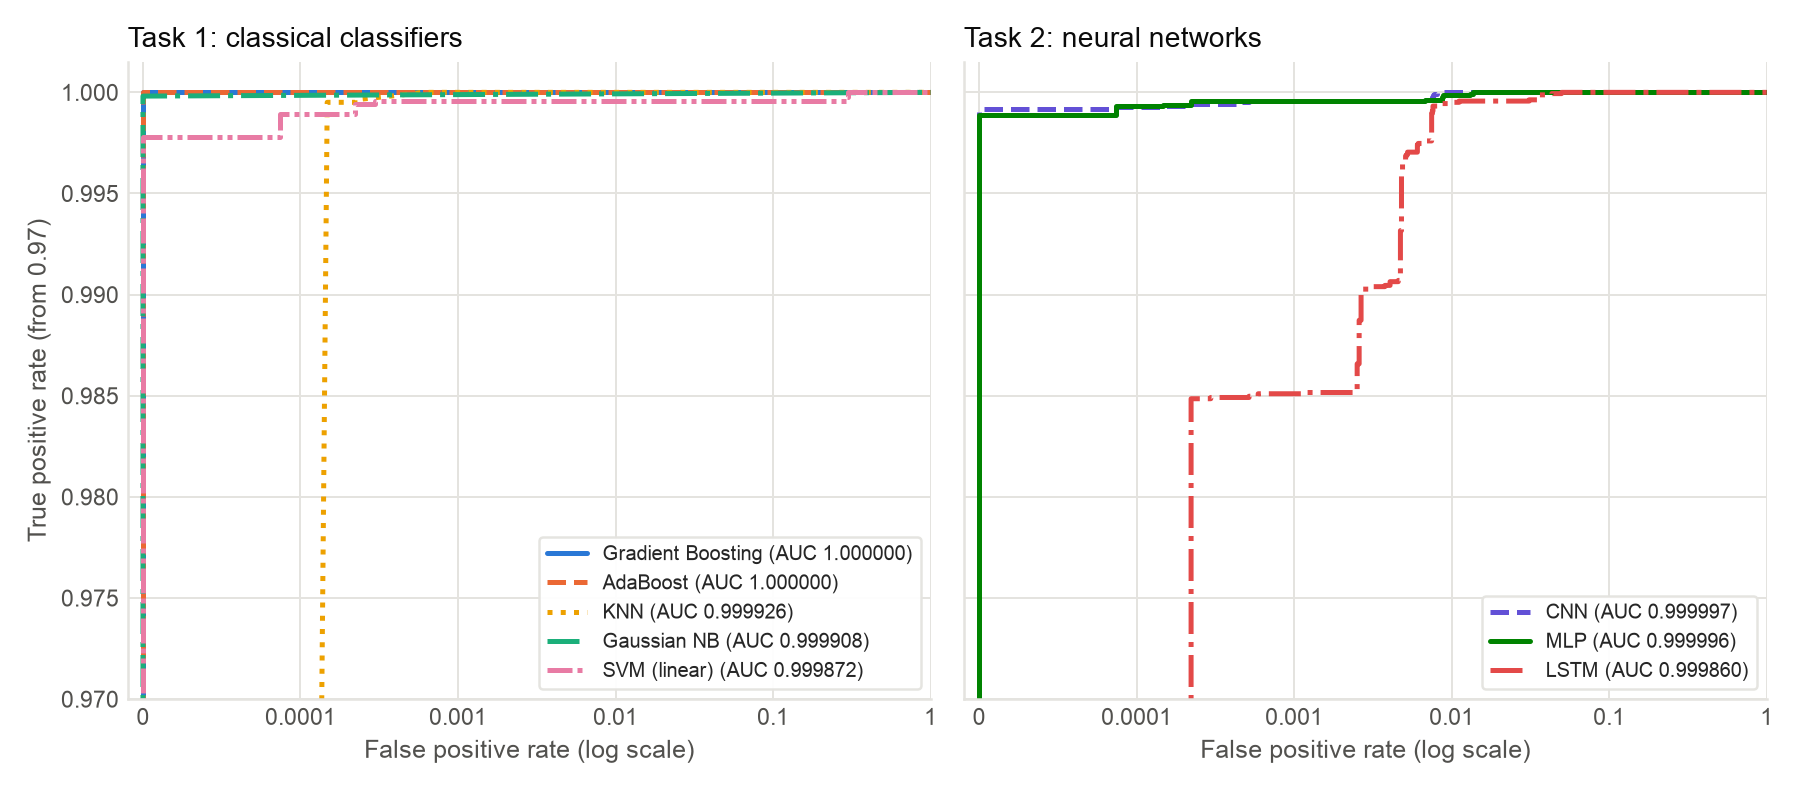 Task 1: classical classifiers
True positive rate (from 0.97)
1.000
0.995
0.990
0.985
0.980
0.975
0.970
0
0.0001
0.001
0.01
0.1
1
False positive rate (log scale)
Gradient Boosting (AUC 1.000000)
AdaBoost (AUC 1.000000)
KNN (AUC 0.999926)
Gaussian NB (AUC 0.999908)
SVM (linear) (AUC 0.999872)
Task 2: neural networks
0
0.0001
0.001
0.01
0.1
1
False positive rate (log scale)
CNN (AUC 0.999997)
MLP (AUC 0.999996)
LSTM (AUC 0.999860)